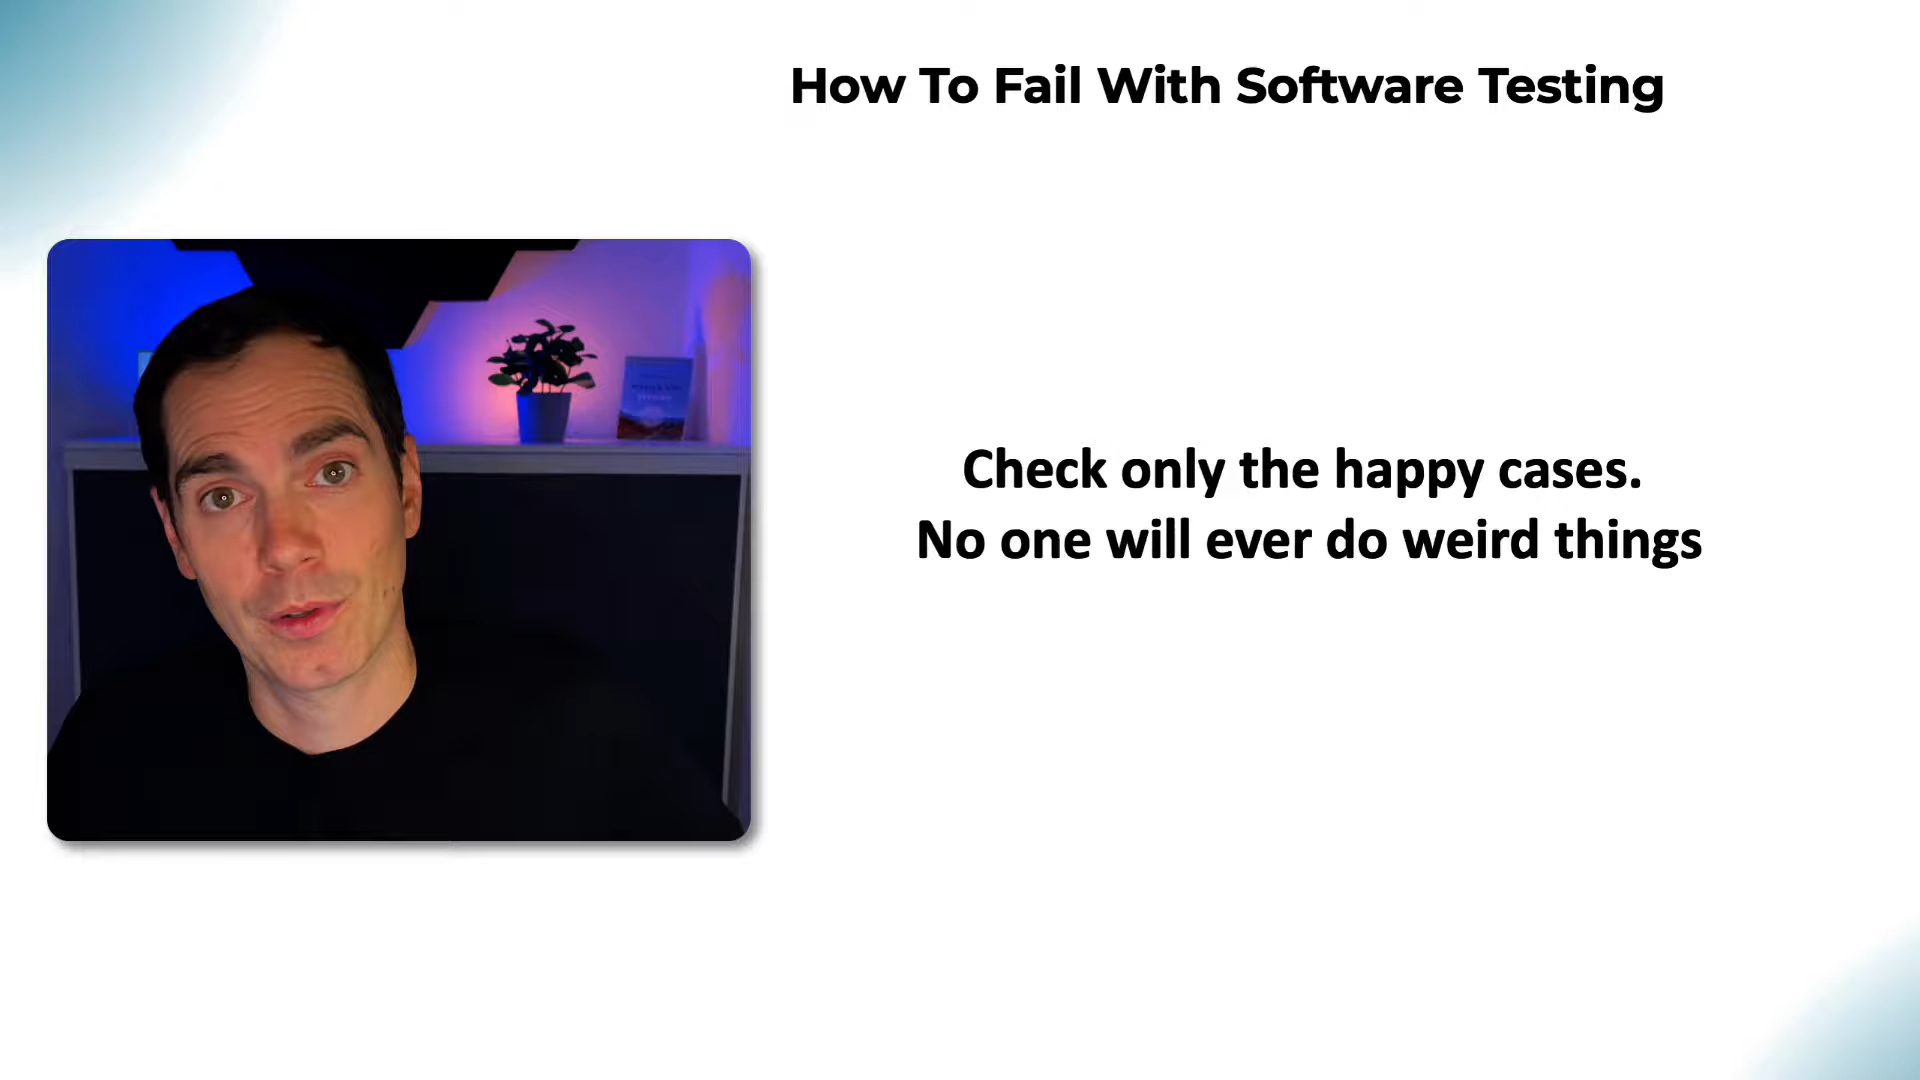 How To Fail With Software Testing
Check only the happy cases.
No one will ever do weird things